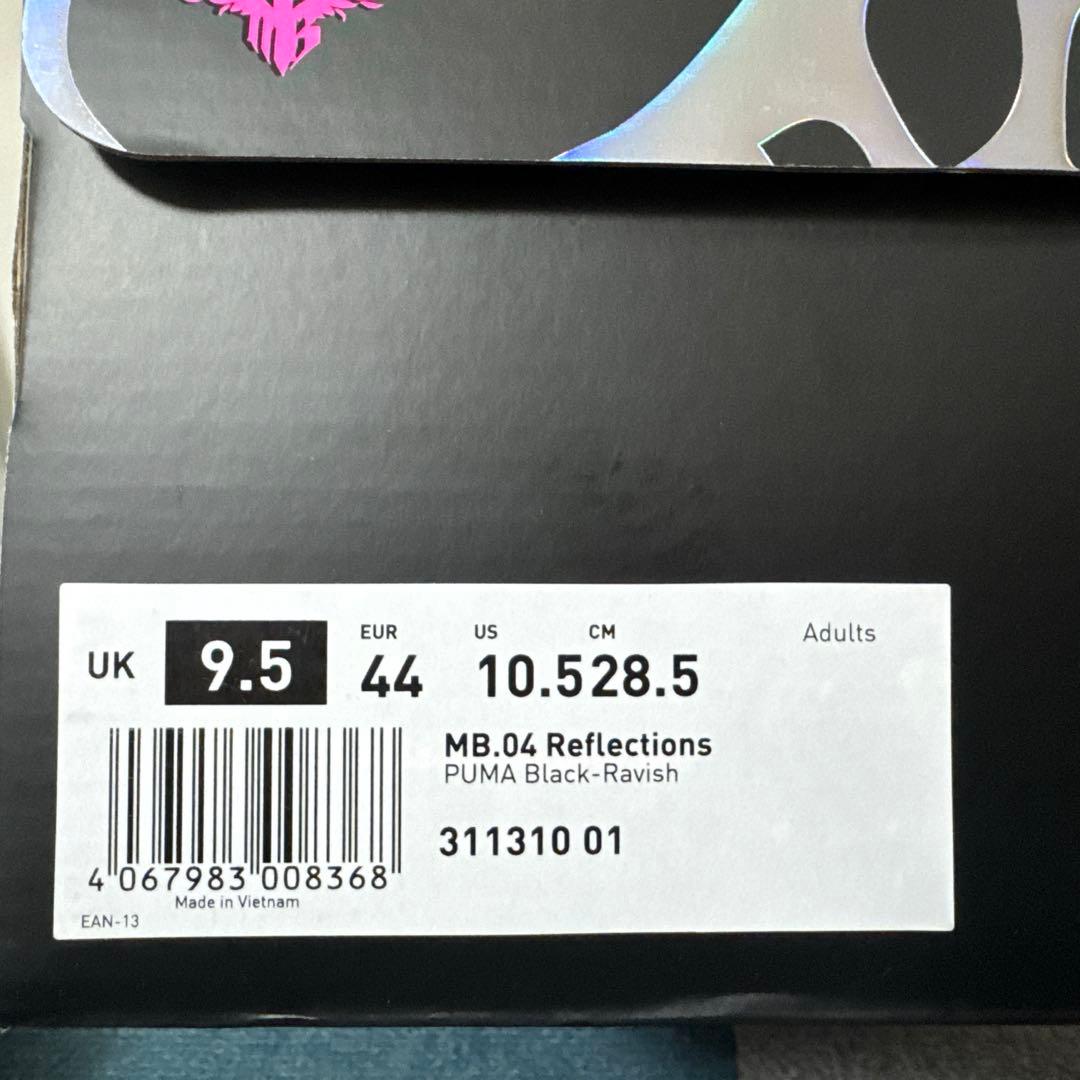 MB
UK 9.5
EUR US CM
44 10.5 28.5
Adults
MB.04 Reflections
PUMA Black-Ravish
311310 01
4 067983 008368
Made in Vietnam
EAN-13